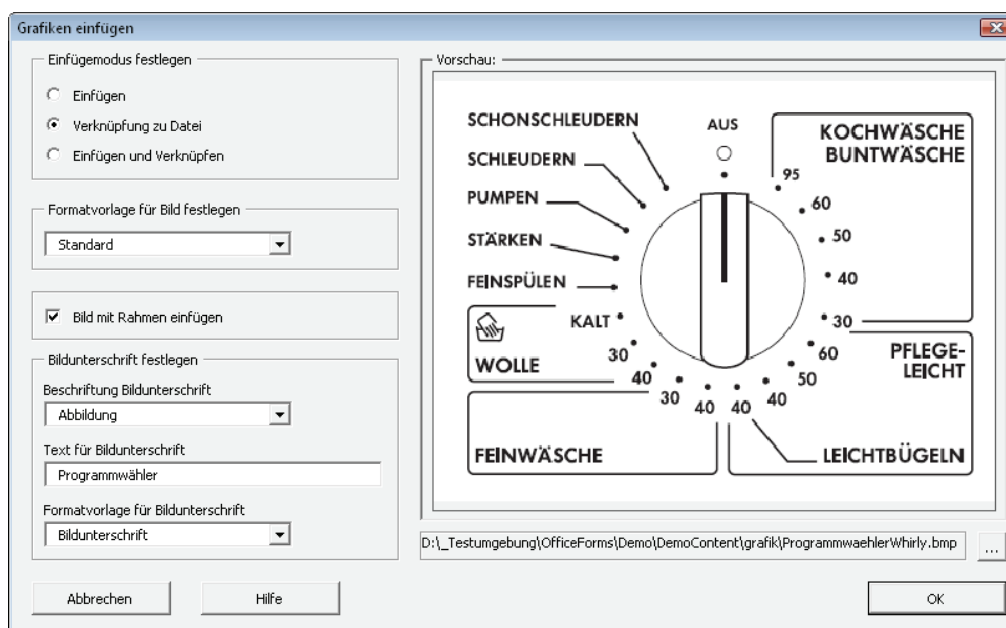 Grafiken einfügen
Einfügemodus festlegen
Einfügen
Verknüpfung zu Datei
Einfügen und Verknüpfen
Formatvorlage für Bild festlegen
Standard
Bild mit Rahmen einfügen
Bildunterschrift festlegen
Beschriftung Bildunterschrift
Abbildung
Text für Bildunterschrift
Programmwähler
Formatvorlage für Bildunterschrift
Bildunterschrift
Abbrechen
Hilfe
Vorschau:
SCHONSCHLEUDERN
SCHLEUDERN
PUMPEN
STÄRKEN
FEINSPÜLEN
KALT
WOLLE
30
40
FEINWÄSCHE
30
40
AUS
KOCHWÄSCHE
BUNTWÄSCHE
95
60
50
40
30
PFLEGE-
LEICHT
60
50
40
40
LEICHTBÜGELN
D:\_Testumgebung\OfficeForms\Demo\DemoContent\grafik\ProgrammwaehlerWhirly.bmp
...
OK